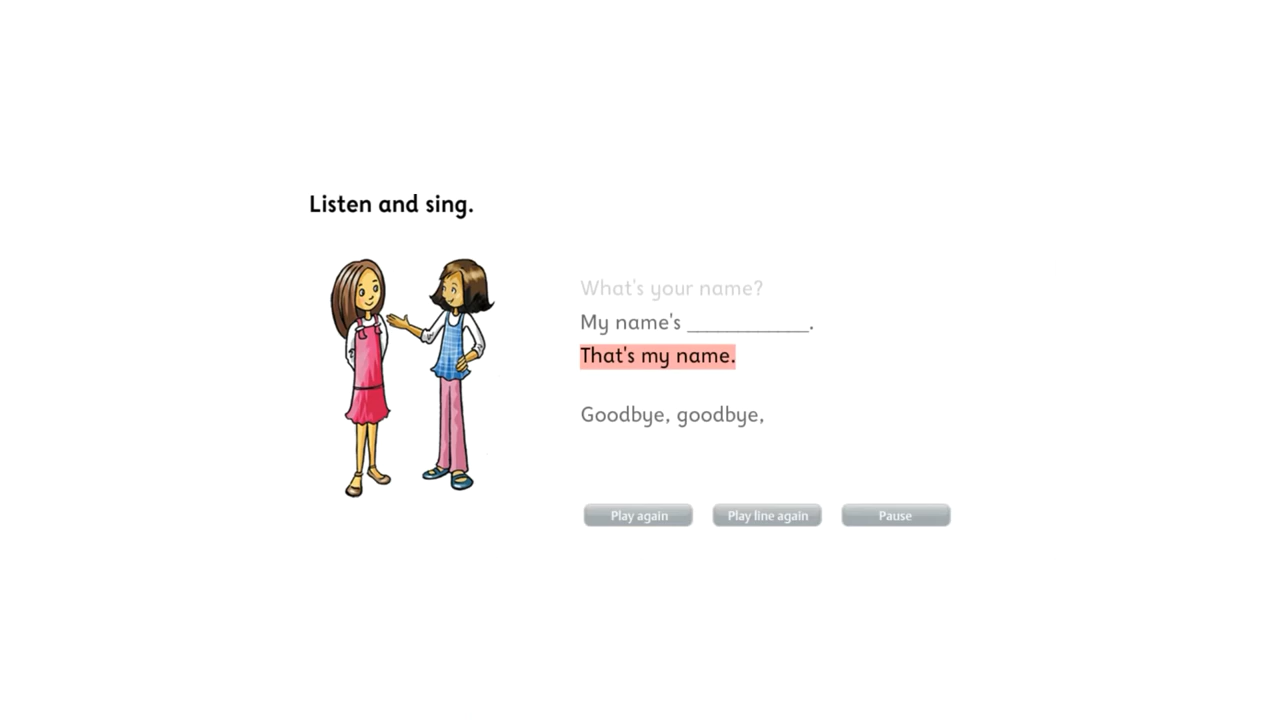 Listen and sing.
What's your name?
My name's ____________.
That's my name.
Goodbye, goodbye,
Play again
Play line again
Pause